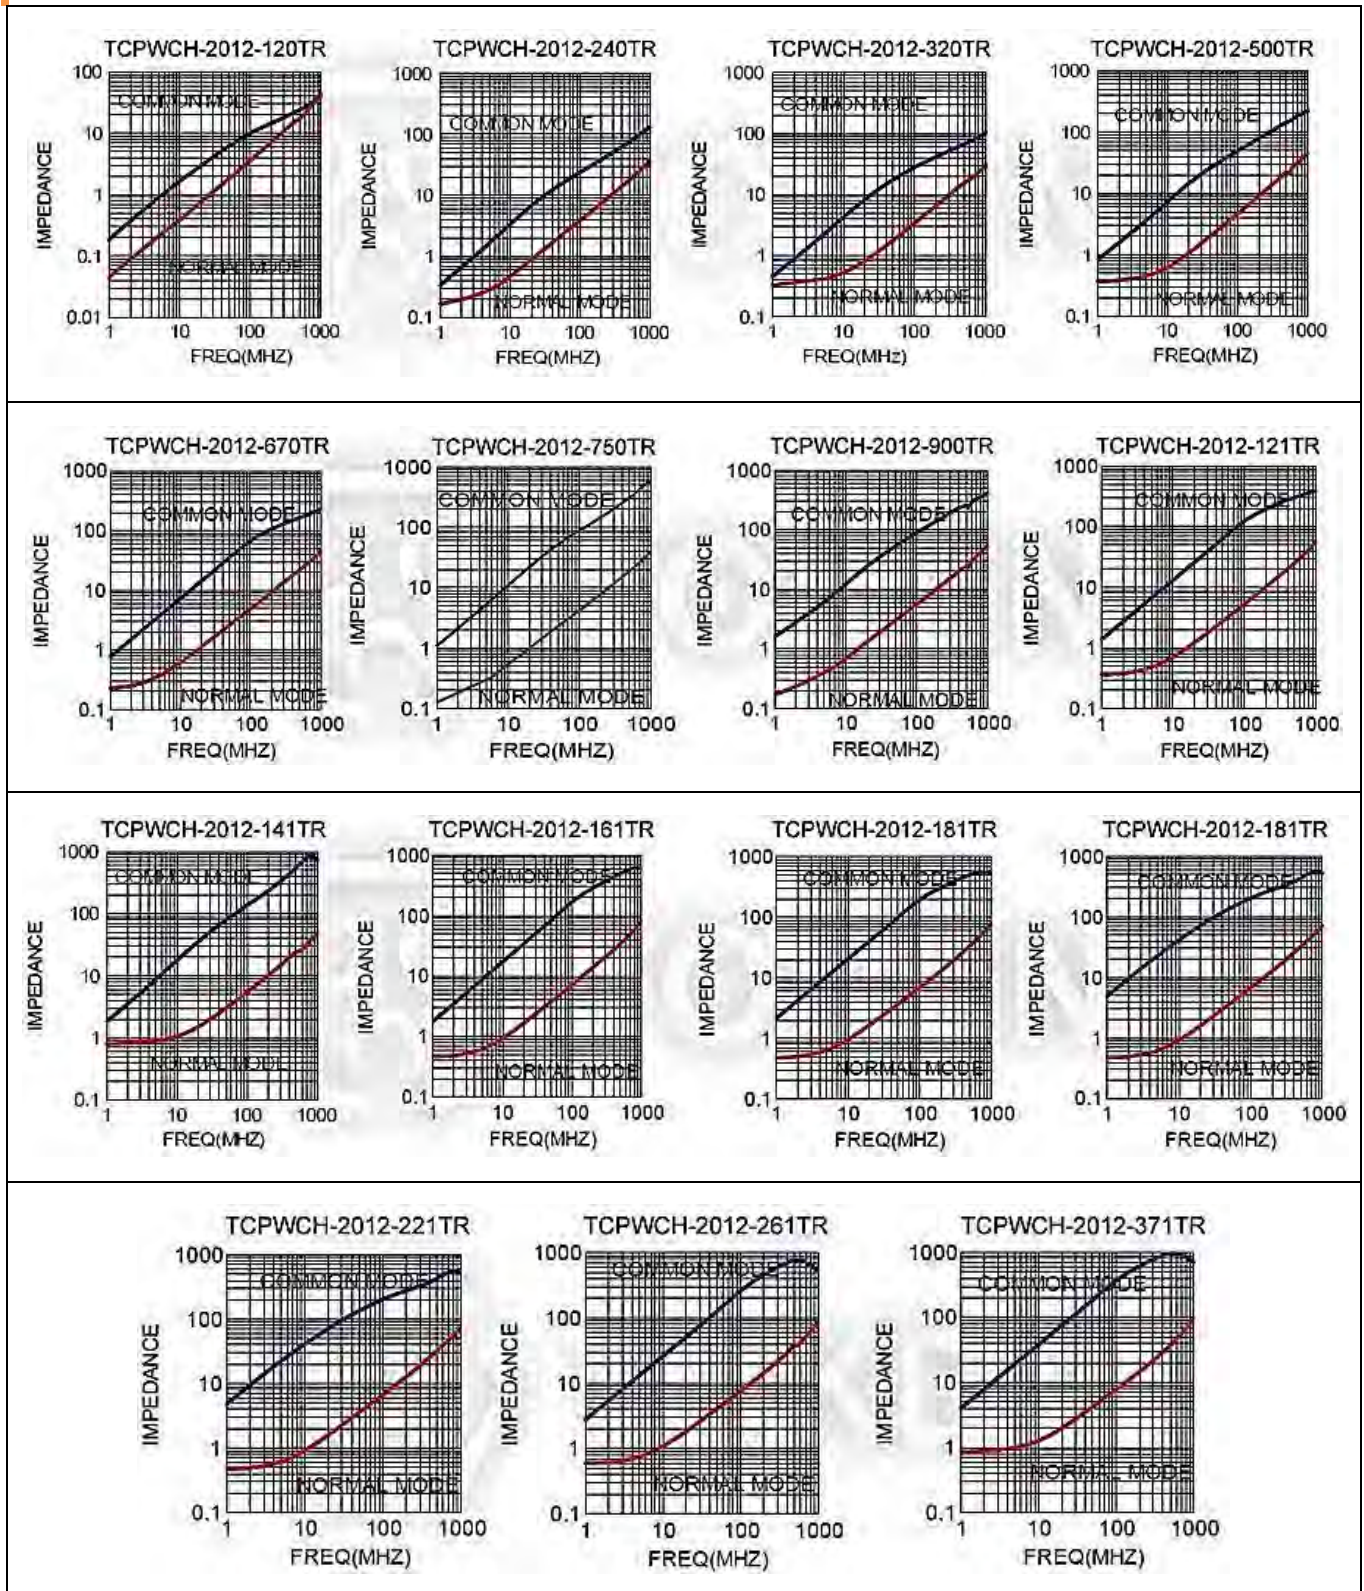 TCPWCH-2012-120TR
100
10
1
0.1
0.01
IMPEDANCE
COMMON MODE
NORMAL MODE
1 10 100 1000
FREQ(MHZ)
TCPWCH-2012-240TR
1000
100
10
1
0.1
IMPEDANCE
COMMON MODE
NORMAL MODE
1 10 100 1000
FREQ(MHZ)
TCPWCH-2012-320TR
1000
100
10
1
0.1
IMPEDANCE
COMMON MODE
NORMAL MODE
1 10 100 1000
FREQ(MHz)
TCPWCH-2012-500TR
1000
100
10
1
0.1
IMPEDANCE
COMMON MODE
NORMAL MODE
1 10 100 1000
FREQ(MHZ)
TCPWCH-2012-670TR
1000
100
10
1
0.1
IMPEDANCE
COMMON MODE
NORMAL MODE
1 10 100 1000
FREQ(MHZ)
TCPWCH-2012-750TR
1000
100
10
1
0.1
IMPEDANCE
COMMON MODE
NORMAL MODE
1 10 100 1000
FREQ(MHZ)
TCPWCH-2012-900TR
1000
100
10
1
0.1
IMPEDANCE
COMMON MODE
NORMAL MODE
1 10 100 1000
FREQ(MHZ)
TCPWCH-2012-121TR
1000
100
10
1
0.1
IMPEDANCE
COMMON MODE
NORMAL MODE
1 10 100 1000
FREQ(MHZ)
TCPWCH-2012-141TR
1000
100
10
1
0.1
IMPEDANCE
COMMON MODE
NORMAL MODE
1 10 100 1000
FREQ(MHZ)
TCPWCH-2012-161TR
1000
100
10
1
0.1
IMPEDANCE
COMMON MODE
NORMAL MODE
1 10 100 1000
FREQ(MHZ)
TCPWCH-2012-181TR
1000
100
10
1
0.1
IMPEDANCE
COMMON MODE
NORMAL MODE
1 10 100 1000
FREQ(MHZ)
TCPWCH-2012-181TR
1000
100
10
1
0.1
IMPEDANCE
COMMON MODE
NORMAL MODE
1 10 100 1000
FREQ(MHZ)
TCPWCH-2012-221TR
1000
100
10
1
0.1
IMPEDANCE
COMMON MODE
NORMAL MODE
1 10 100 1000
FREQ(MHZ)
TCPWCH-2012-261TR
1000
100
10
1
0.1
IMPEDANCE
COMMON MODE
NORMAL MODE
1 10 100 1000
FREQ(MHZ)
TCPWCH-2012-371TR
1000
100
10
1
0.1
IMPEDANCE
COMMON MODE
NORMAL MODE
1 10 100 1000
FREQ(MHZ)